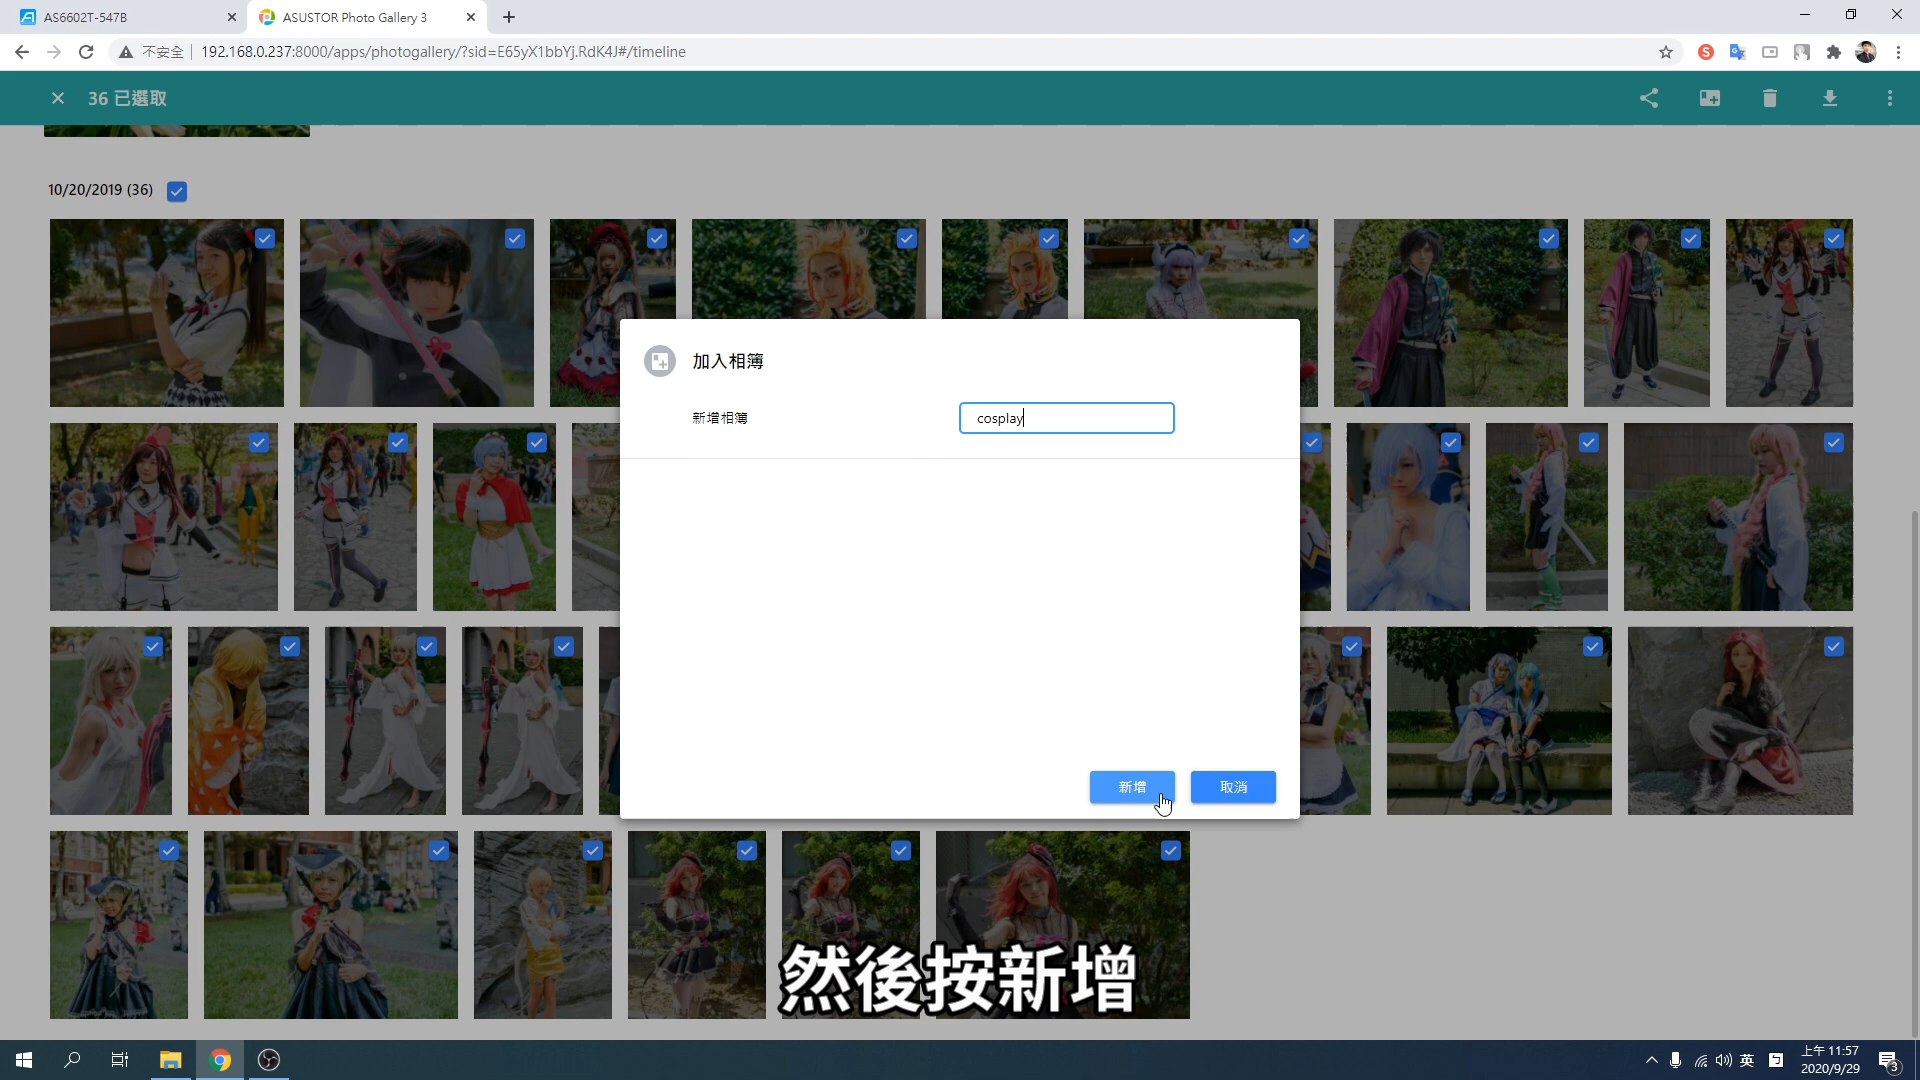 AS6602T-547B
ASUSTOR Photo Gallery 3
不安全
192.168.0.237:8000/apps/photogallery/?sid=E65yX1bbYj.RdK4J#/timeline
36 已選取
10/20/2019 (36)
加入相簿
新增相簿
cosplay
新增
取消
然後按新增
英
上午 11:57
2020/9/29
3